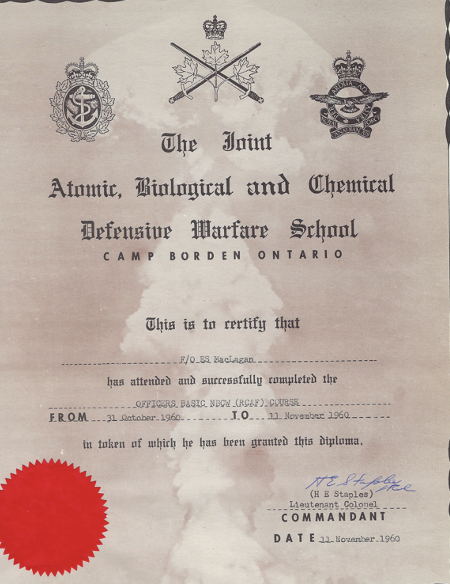 The Joint
Atomic, Biological and Chemical
Defensive Warfare School
CAMP BORDEN ONTARIO
This is to certify that
F/O ES MacLagan
has attended and successfully completed the
OFFICERS BASIC NBCW (RCAF) COURSE
FROM 31 October 1960 TO 11 November 1960
in token of which he has been granted this diploma.
H E Staples
(H E Staples)
Lieutenant Colonel
COMMANDANT
DATE 11 November 1960